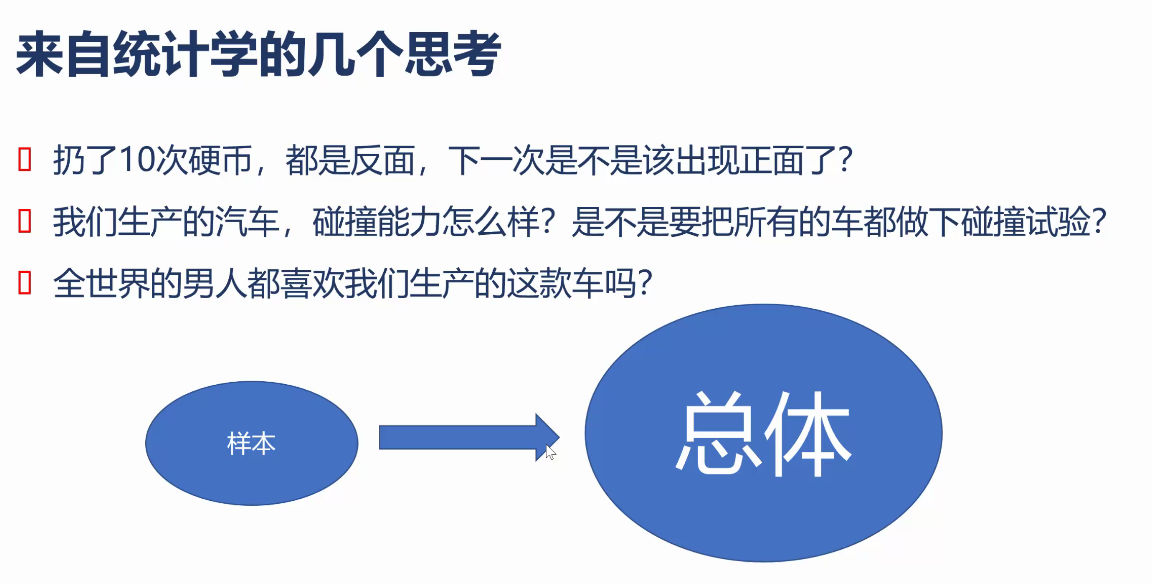 来自统计学的几个思考
扔了10次硬币，都是反面，下一次是不是该出现正面了？
我们生产的汽车，碰撞能力怎么样？是不是要把所有的车都做下碰撞试验？
全世界的男人都喜欢我们生产的这款车吗？
样本
总体